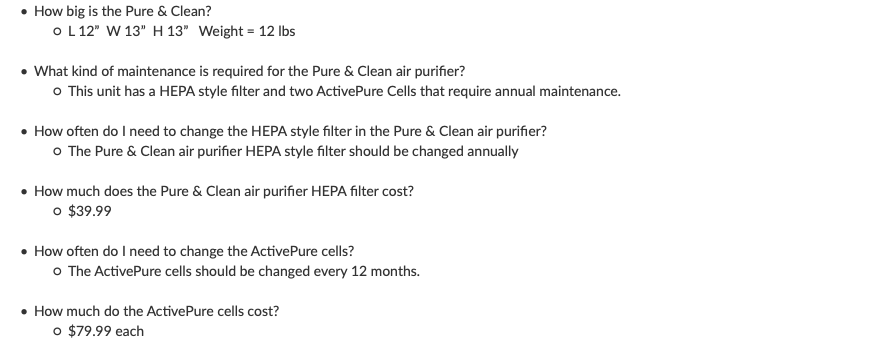 • How big is the Pure & Clean?
○ L 12” W 13” H 13” Weight = 12 lbs
• What kind of maintenance is required for the Pure & Clean air purifier?
○ This unit has a HEPA style filter and two ActivePure Cells that require annual maintenance.
• How often do I need to change the HEPA style filter in the Pure & Clean air purifier?
○ The Pure & Clean air purifier HEPA style filter should be changed annually
• How much does the Pure & Clean air purifier HEPA filter cost?
○ $39.99
• How often do I need to change the ActivePure cells?
○ The ActivePure cells should be changed every 12 months.
• How much do the ActivePure cells cost?
○ $79.99 each